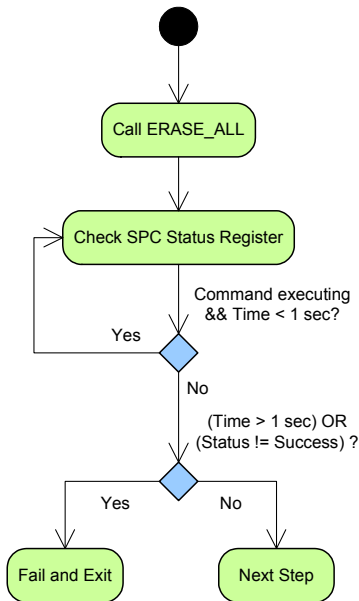 Call ERASE_ALL
Check SPC Status Register
Command executing
&& Time < 1 sec?
Yes
No
(Time > 1 sec) OR
(Status != Success) ?
Yes
No
Fail and Exit
Next Step